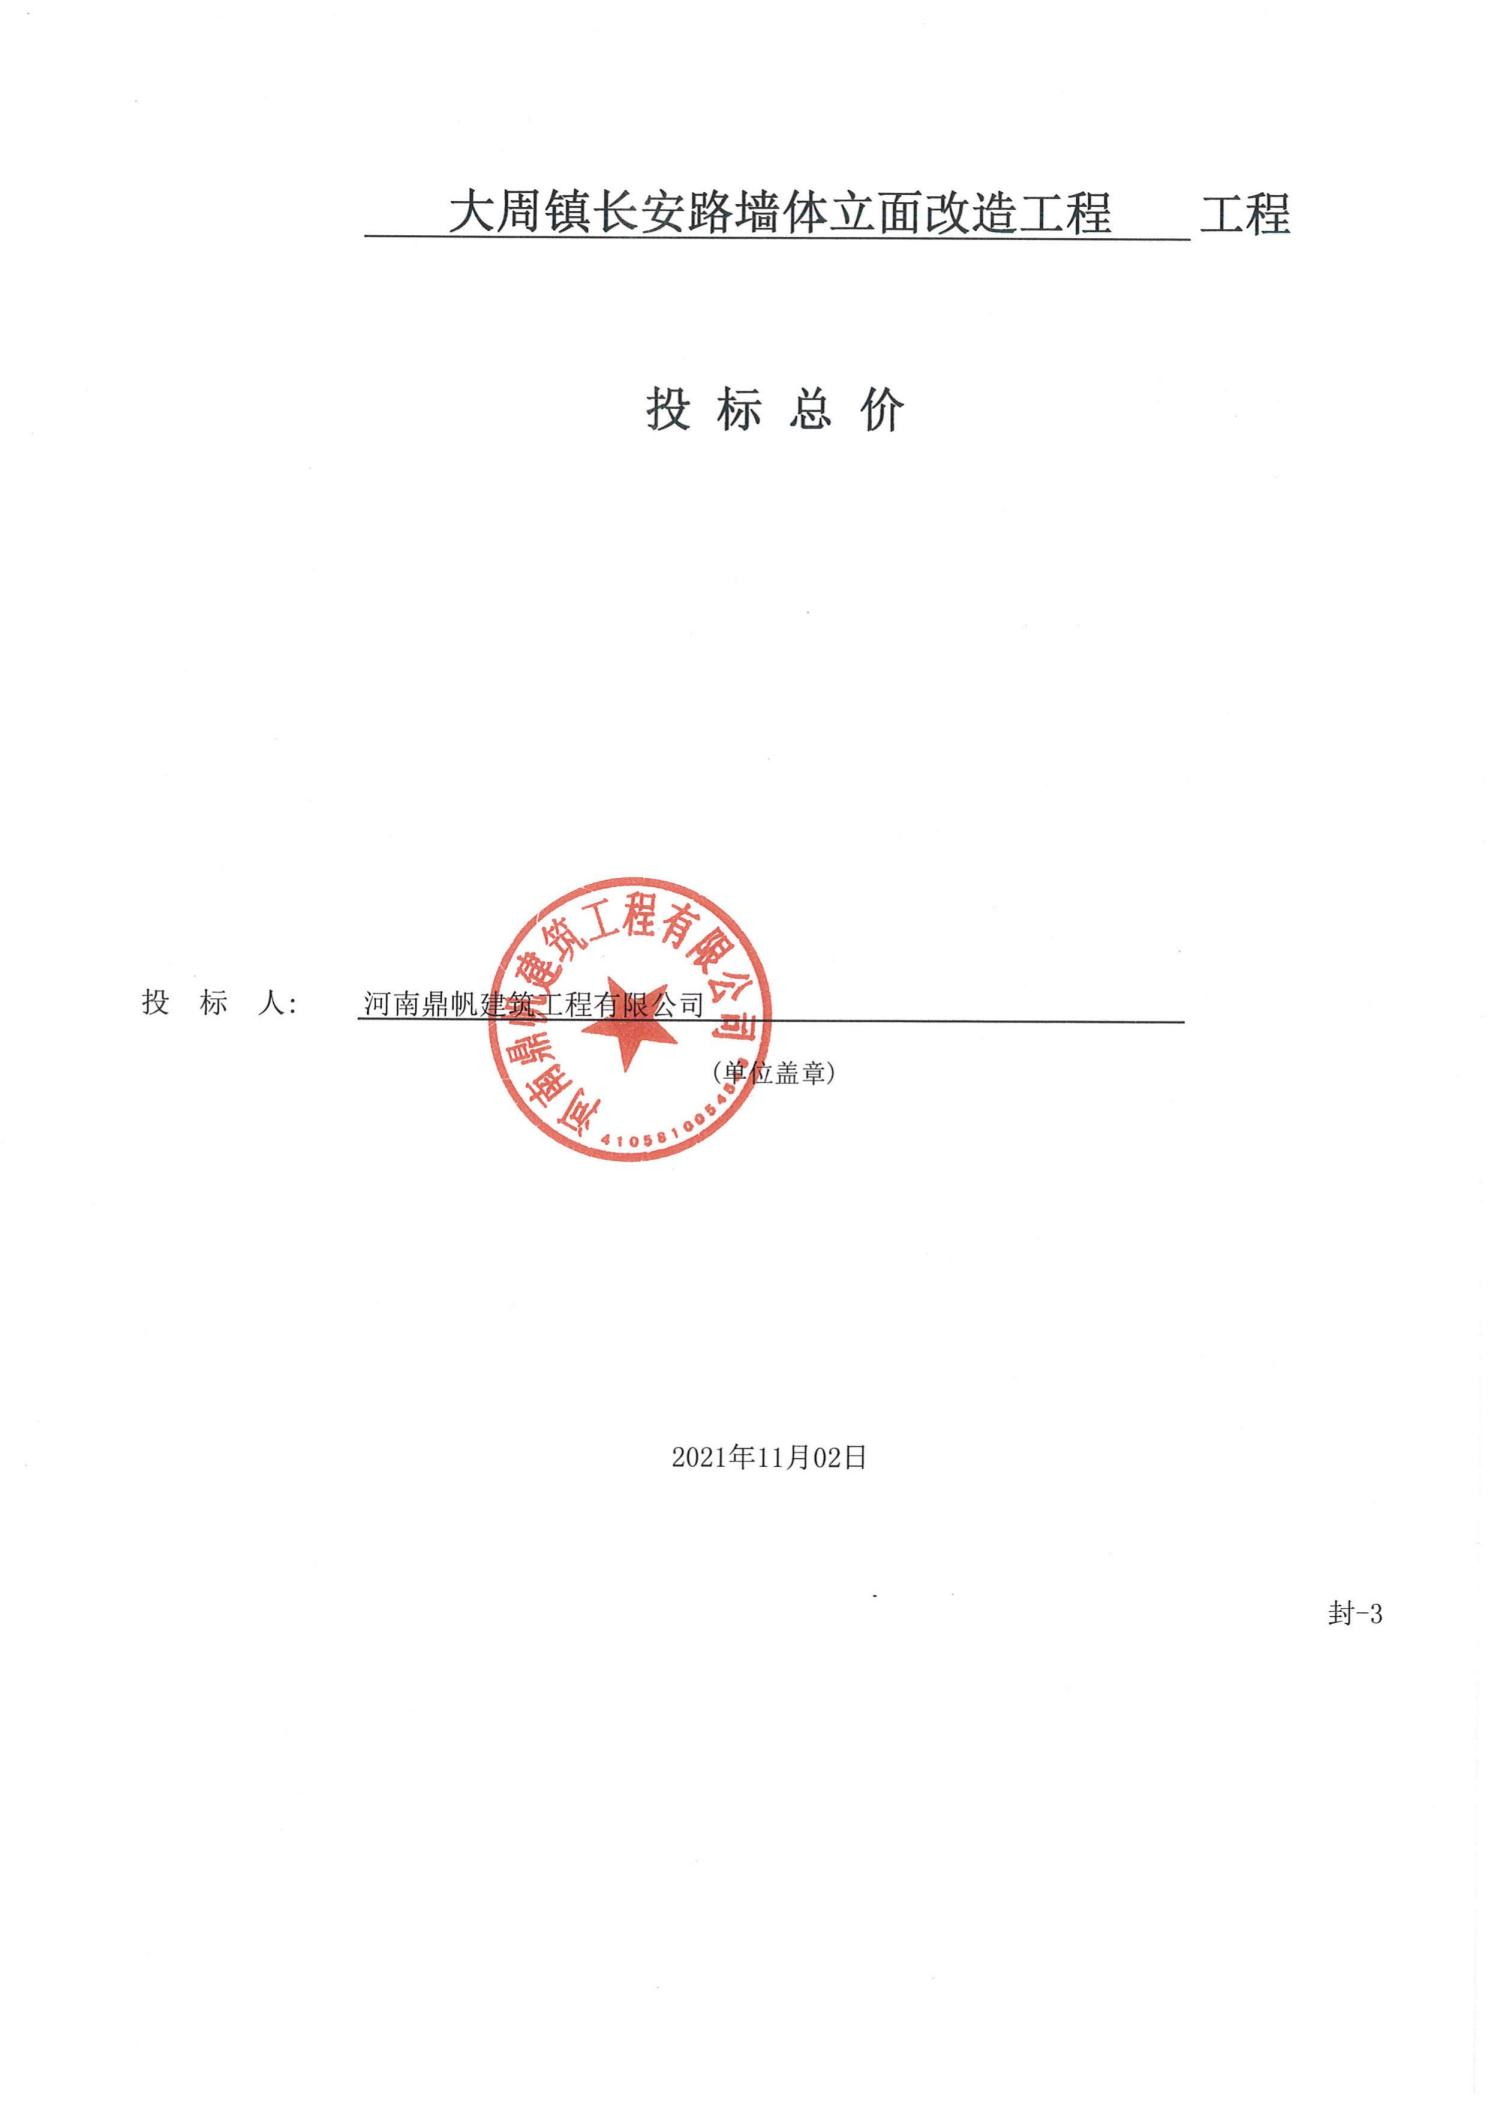 大周镇长安路墙体立面改造工程 工程
投标总价
投标人: 河南鼎帆建筑工程有限公司
(单位盖章)
河南鼎帆建筑工程有限公司
2021年11月02日
封-3